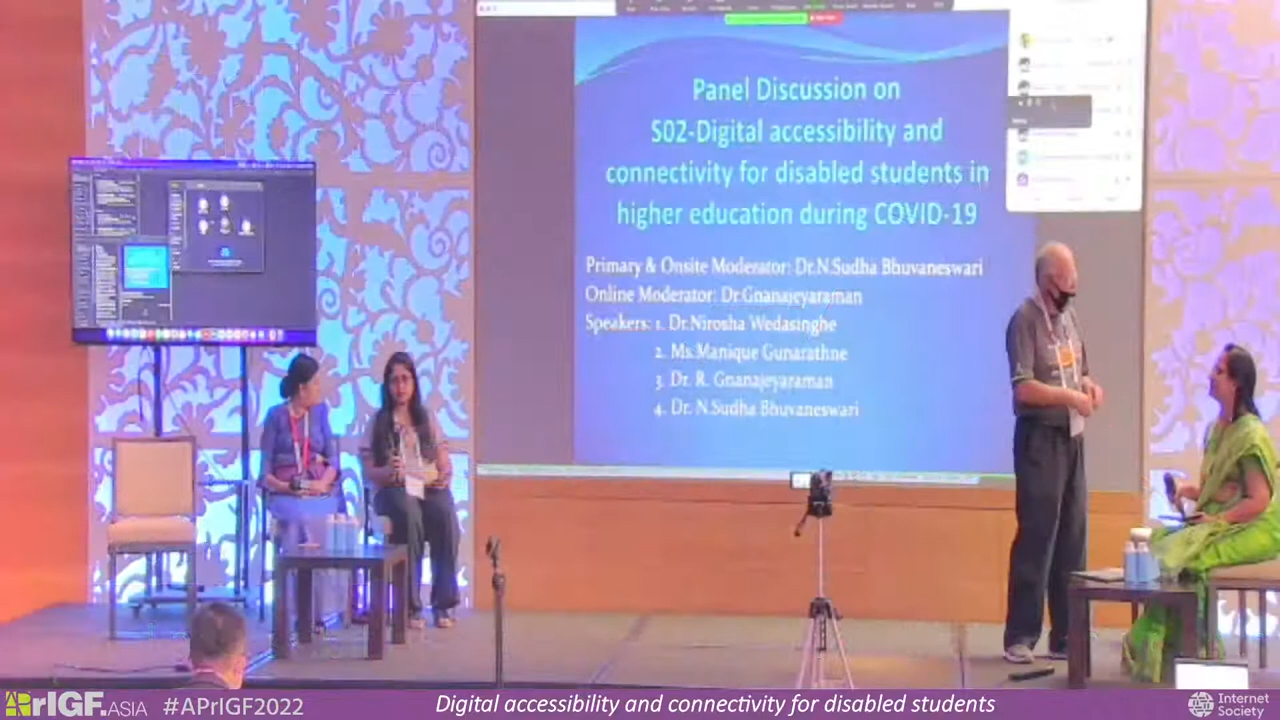 Panel Discussion on
S02-Digital accessibility and
connectivity for disabled students in
higher education during COVID-19
Primary & Onsite Moderator: Dr.N.Sudha Bhuvaneswari
Online Moderator: Dr.Gnanajeyaraman
Speakers: 1. Dr.Nirosha Wedasinghe
2. Ms.Manique Gunarathne
3. Dr. R. Gnanajeyaraman
4. Dr. N.Sudha Bhuvaneswari
APrIGF.ASIA #APrIGF2022
Digital accessibility and connectivity for disabled students
Internet
Society